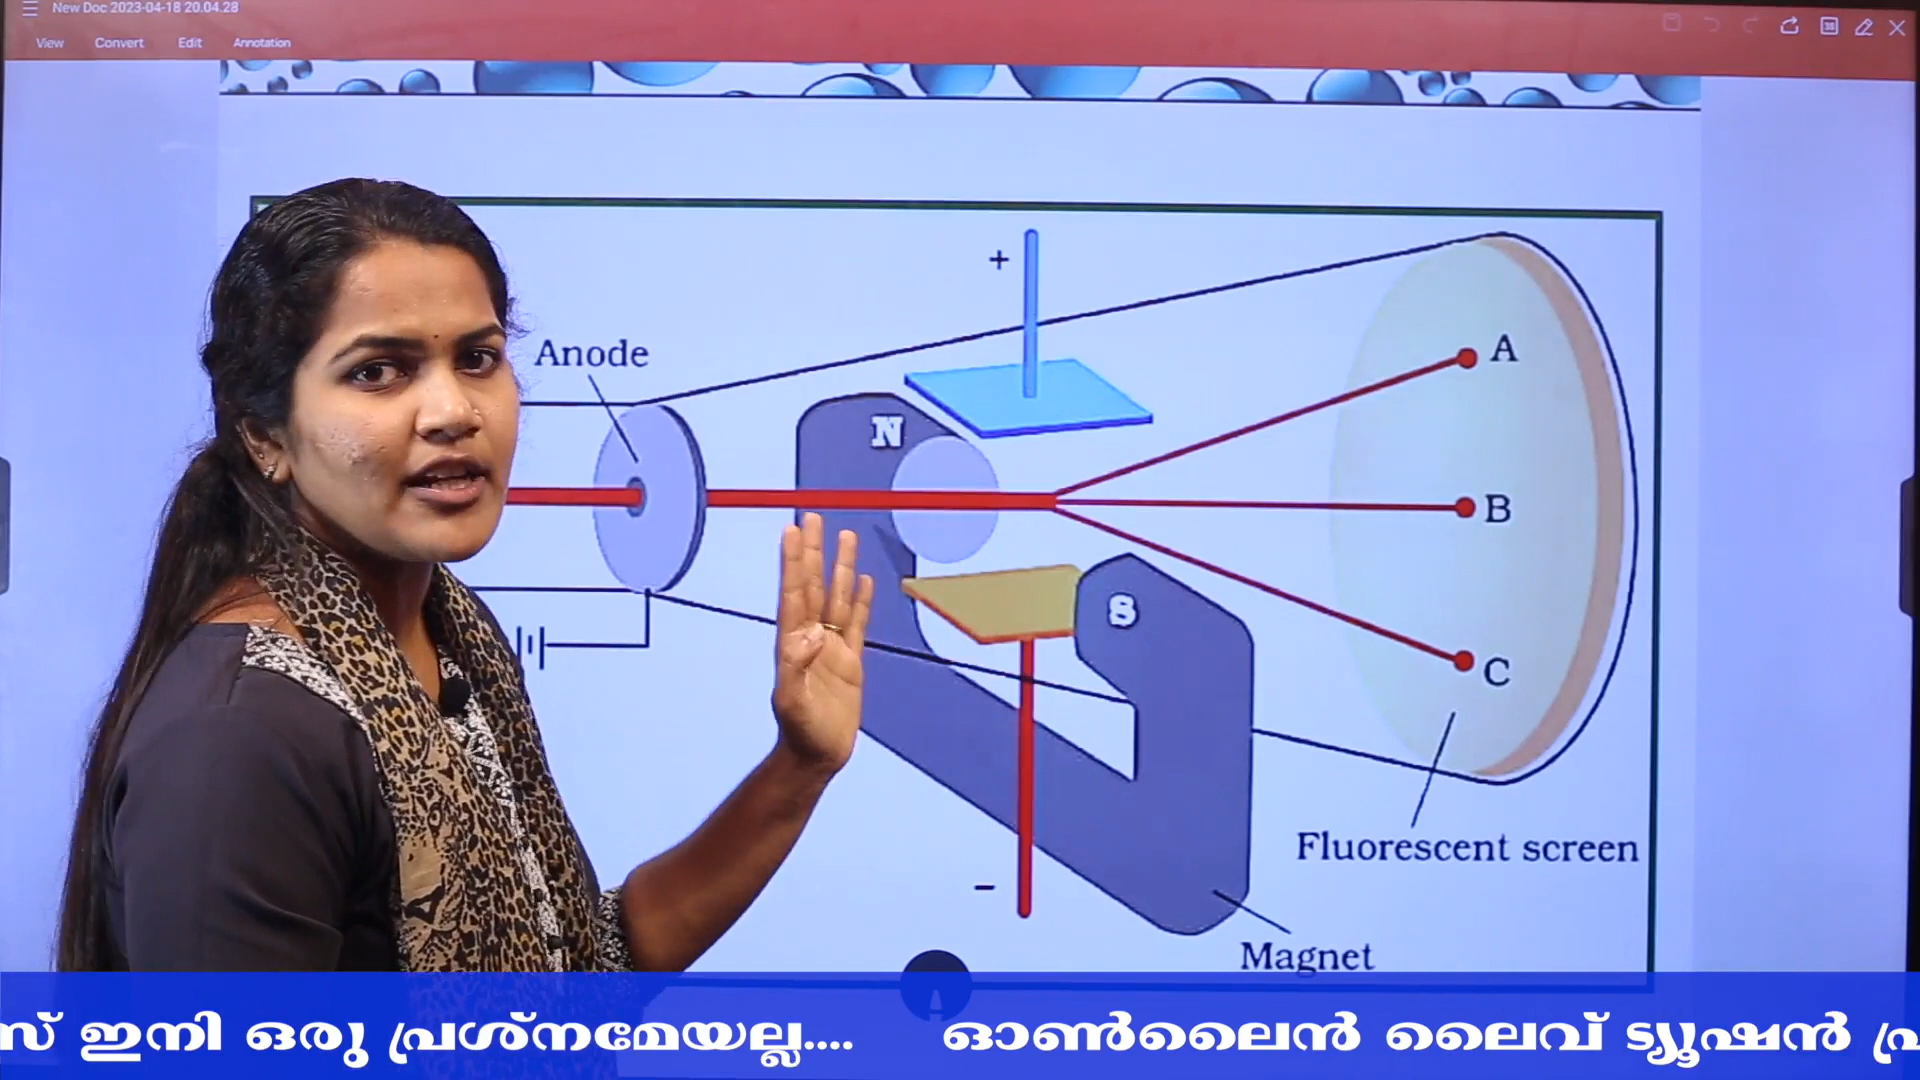 New Doc 2023-04-18 20.04.28
View Convert Edit Annotation
+
Anode
A
N
B
S
C
Fluorescent screen
–
Magnet
ഇനി ഒരു പ്രശ്നമേയല്ല.... ഓൺലൈൻ ലൈവ് ട്യൂഷൻ